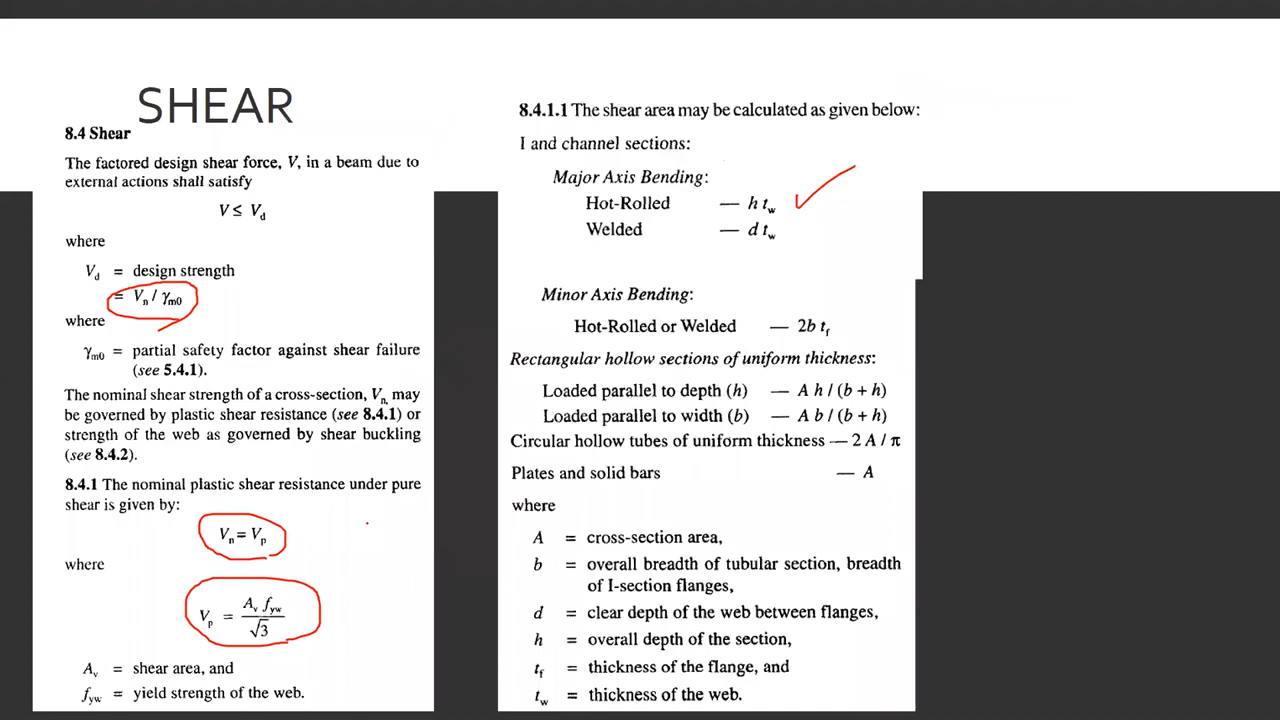 SHEAR
8.4 Shear
The factored design shear force, V, in a beam due to
external actions shall satisfy
V ≤ V_d
where
V_d = design strength
= V_n / γ_m0
where
γ_m0 = partial safety factor against shear failure
(see 5.4.1).
The nominal shear strength of a cross-section, V_n, may
be governed by plastic shear resistance (see 8.4.1) or
strength of the web as governed by shear buckling
(see 8.4.2).
8.4.1 The nominal plastic shear resistance under pure
shear is given by:
V_n = V_p
where
V_p = A_v f_yw / √3
A_v = shear area, and
f_yw = yield strength of the web.
8.4.1.1 The shear area may be calculated as given below:
I and channel sections:
Major Axis Bending:
Hot-Rolled — h t_w
Welded — d t_w
Minor Axis Bending:
Hot-Rolled or Welded — 2b t_f
Rectangular hollow sections of uniform thickness:
Loaded parallel to depth (h) — A h / (b + h)
Loaded parallel to width (b) — A b / (b + h)
Circular hollow tubes of uniform thickness — 2 A / π
Plates and solid bars — A
where
A = cross-section area,
b = overall breadth of tubular section, breadth
of I-section flanges,
d = clear depth of the web between flanges,
h = overall depth of the section,
t_f = thickness of the flange, and
t_w = thickness of the web.